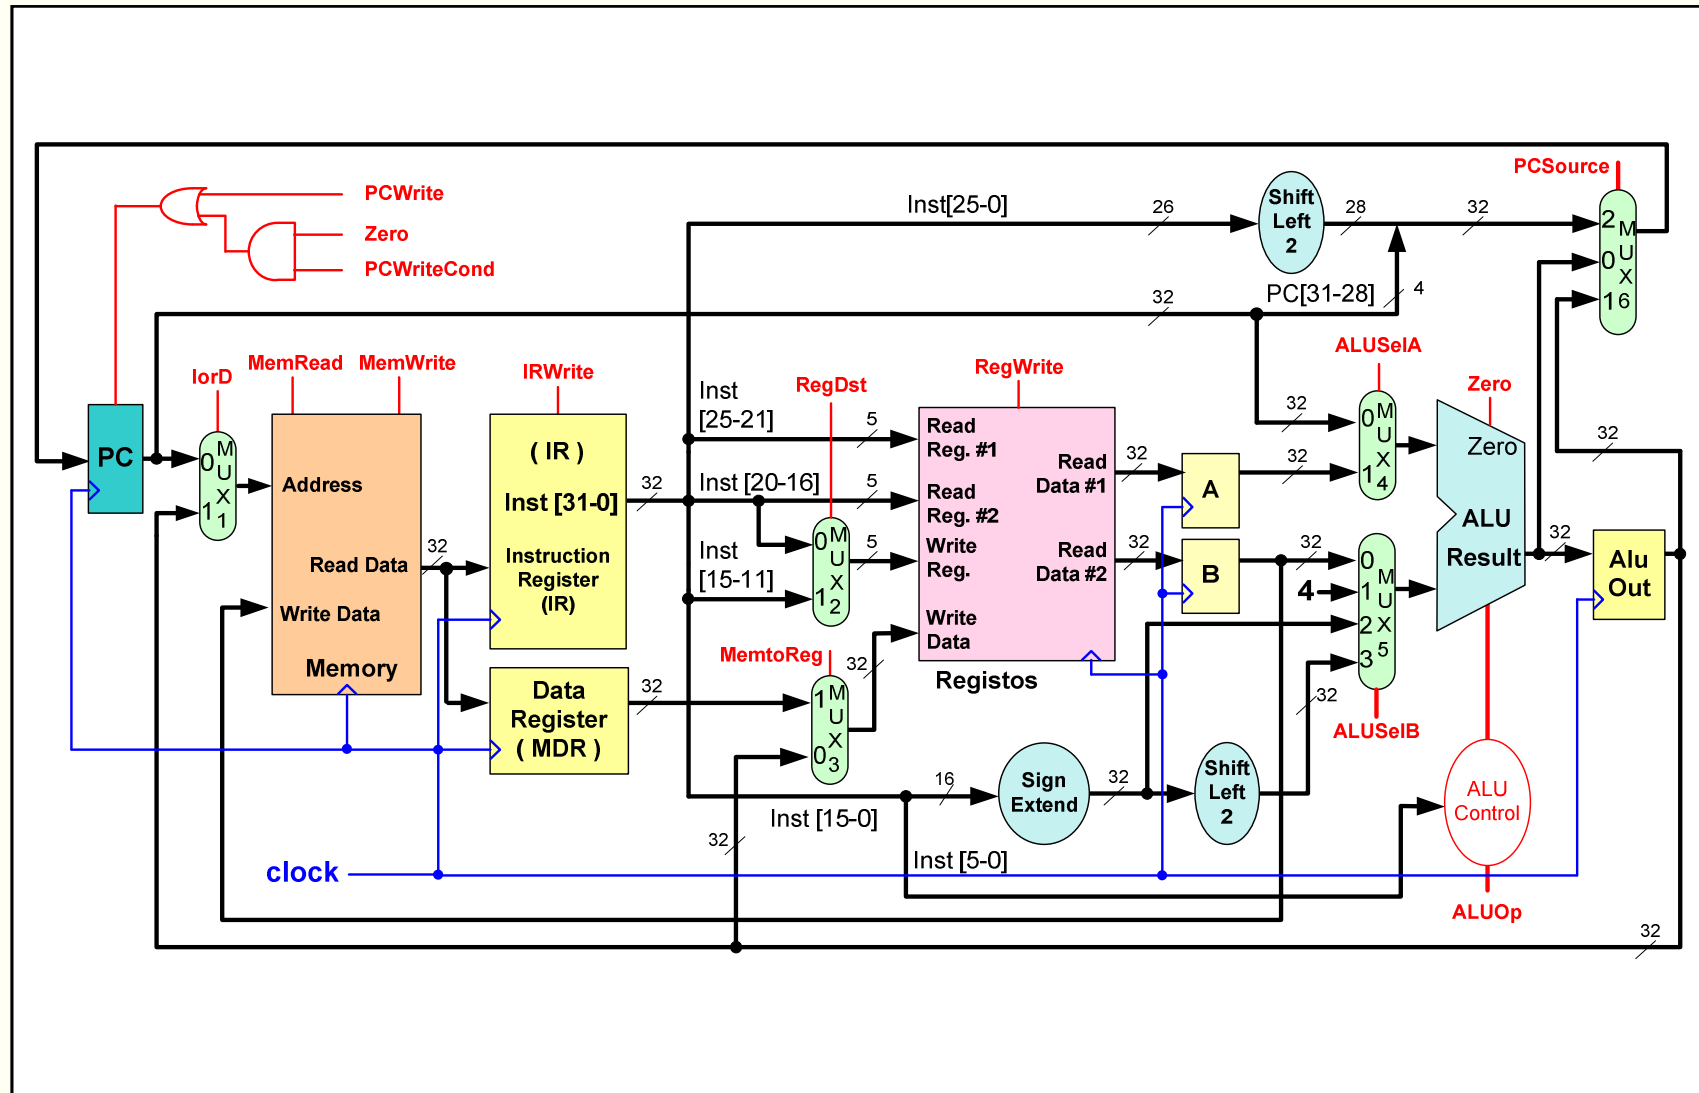 PCSource
PCWrite
Zero
PCWriteCond
Inst[25-0]
26
Shift
Left
2
28
32
2
0
1
M
U
X
6
32
PC[31-28]
4
IorD
MemRead
MemWrite
IRWrite
RegDst
RegWrite
ALUSelA
Zero
PC
0
1
M
U
X
1
Address
Read Data
Write Data
Memory
32
( IR )
Inst [31-0]
Instruction
Register
(IR)
32
Inst
[25-21]
5
Inst [20-16]
5
Inst
[15-11]
0
1
M
U
X
2
5
Read
Reg. #1
Read
Reg. #2
Write
Reg.
Write
Data
Read
Data #1
Read
Data #2
Registos
32
32
A
B
32
32
32
0
1
M
U
X
4
4
0
1
2
3
M
U
X
5
ALUSelB
Zero
ALU
Result
32
Alu
Out
32
Data
Register
( MDR )
32
MemtoReg
1
0
M
U
X
3
32
32
Inst [15-0]
16
Sign
Extend
32
Shift
Left
2
32
ALU
Control
ALUOp
clock
Inst [5-0]
32